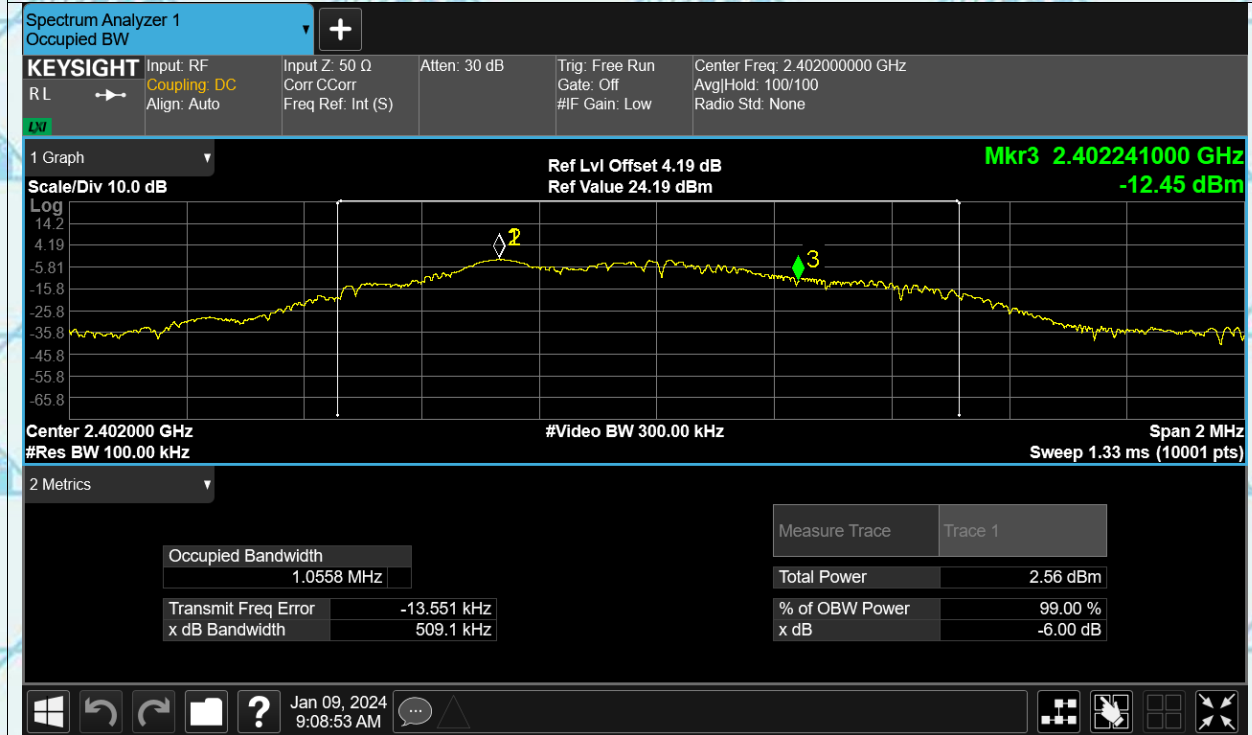 Spectrum Analyzer 1
Occupied BW
KEYSIGHT
R L
LXI
Input: RF
Coupling: DC
Align: Auto
Input Z: 50 Ω
Corr CCorr
Freq Ref: Int (S)
Atten: 30 dB
Trig: Free Run
Gate: Off
#IF Gain: Low
Center Freq: 2.402000000 GHz
Avg|Hold: 100/100
Radio Std: None
1 Graph
Scale/Div 10.0 dB
Ref Lvl Offset 4.19 dB
Ref Value 24.19 dBm
Mkr3 2.402241000 GHz
-12.45 dBm
Log
14.2
4.19
-5.81
-15.8
-25.8
-35.8
-45.8
-55.8
-65.8
3
Center 2.402000 GHz
#Res BW 100.00 kHz
#Video BW 300.00 kHz
Span 2 MHz
Sweep 1.33 ms (10001 pts)
2 Metrics
Occupied Bandwidth
1.0558 MHz
Transmit Freq Error -13.551 kHz
x dB Bandwidth 509.1 kHz
Measure Trace Trace 1
Total Power 2.56 dBm
% of OBW Power 99.00 %
x dB -6.00 dB
?
Jan 09, 2024
9:08:53 AM